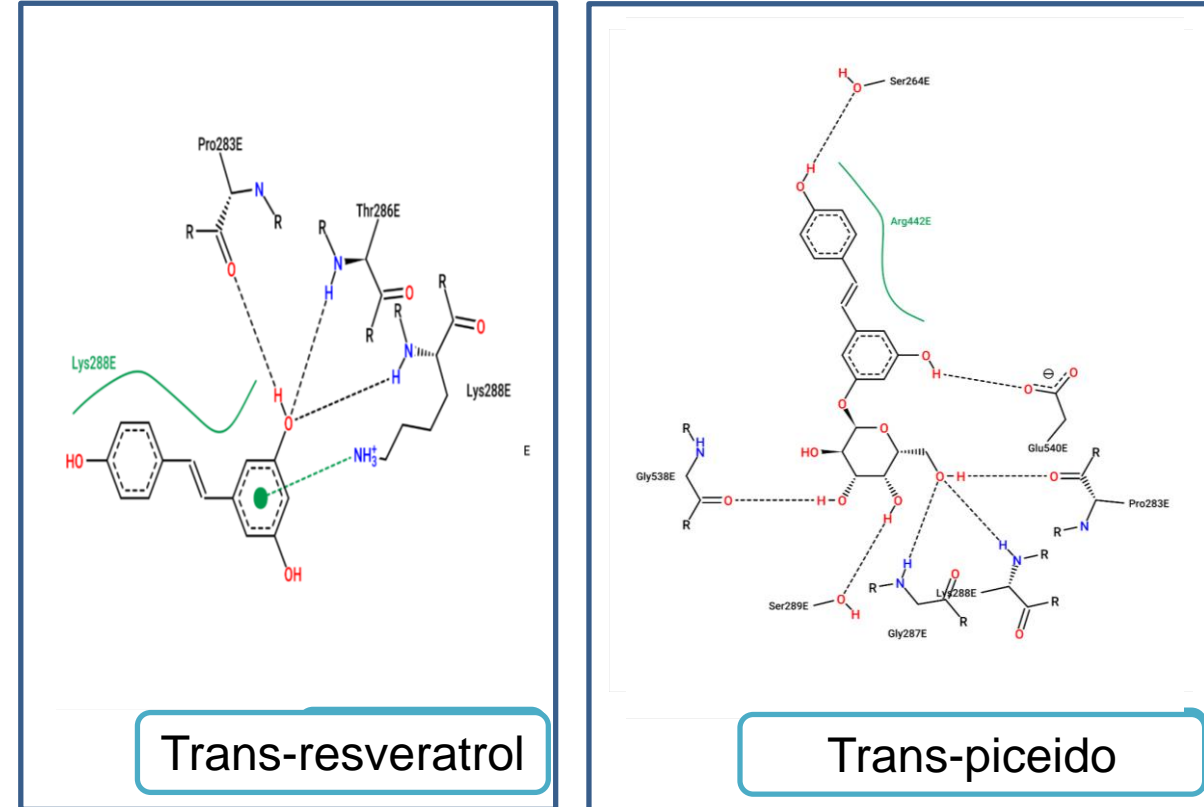 Pro283E
N
R
R
O
Thr286E
R
N
H
O
R
R
R
O
N
H
Lys288E
Lys288E
H
O
NH3+
HO
OH
E
Trans-resveratrol
H
O
Ser264E
H
O
Arg442E
O
H
O
⊖
O
Glu540E
O
O
HO
R
H
N
Gly538E
O
R
H-O
O
H
O
H
O
R
Pro283E
R
N
H
N
R
Lys288E
R
O
H
R
N
O
R
Gly287E
Ser289E
O
H
Trans-piceido